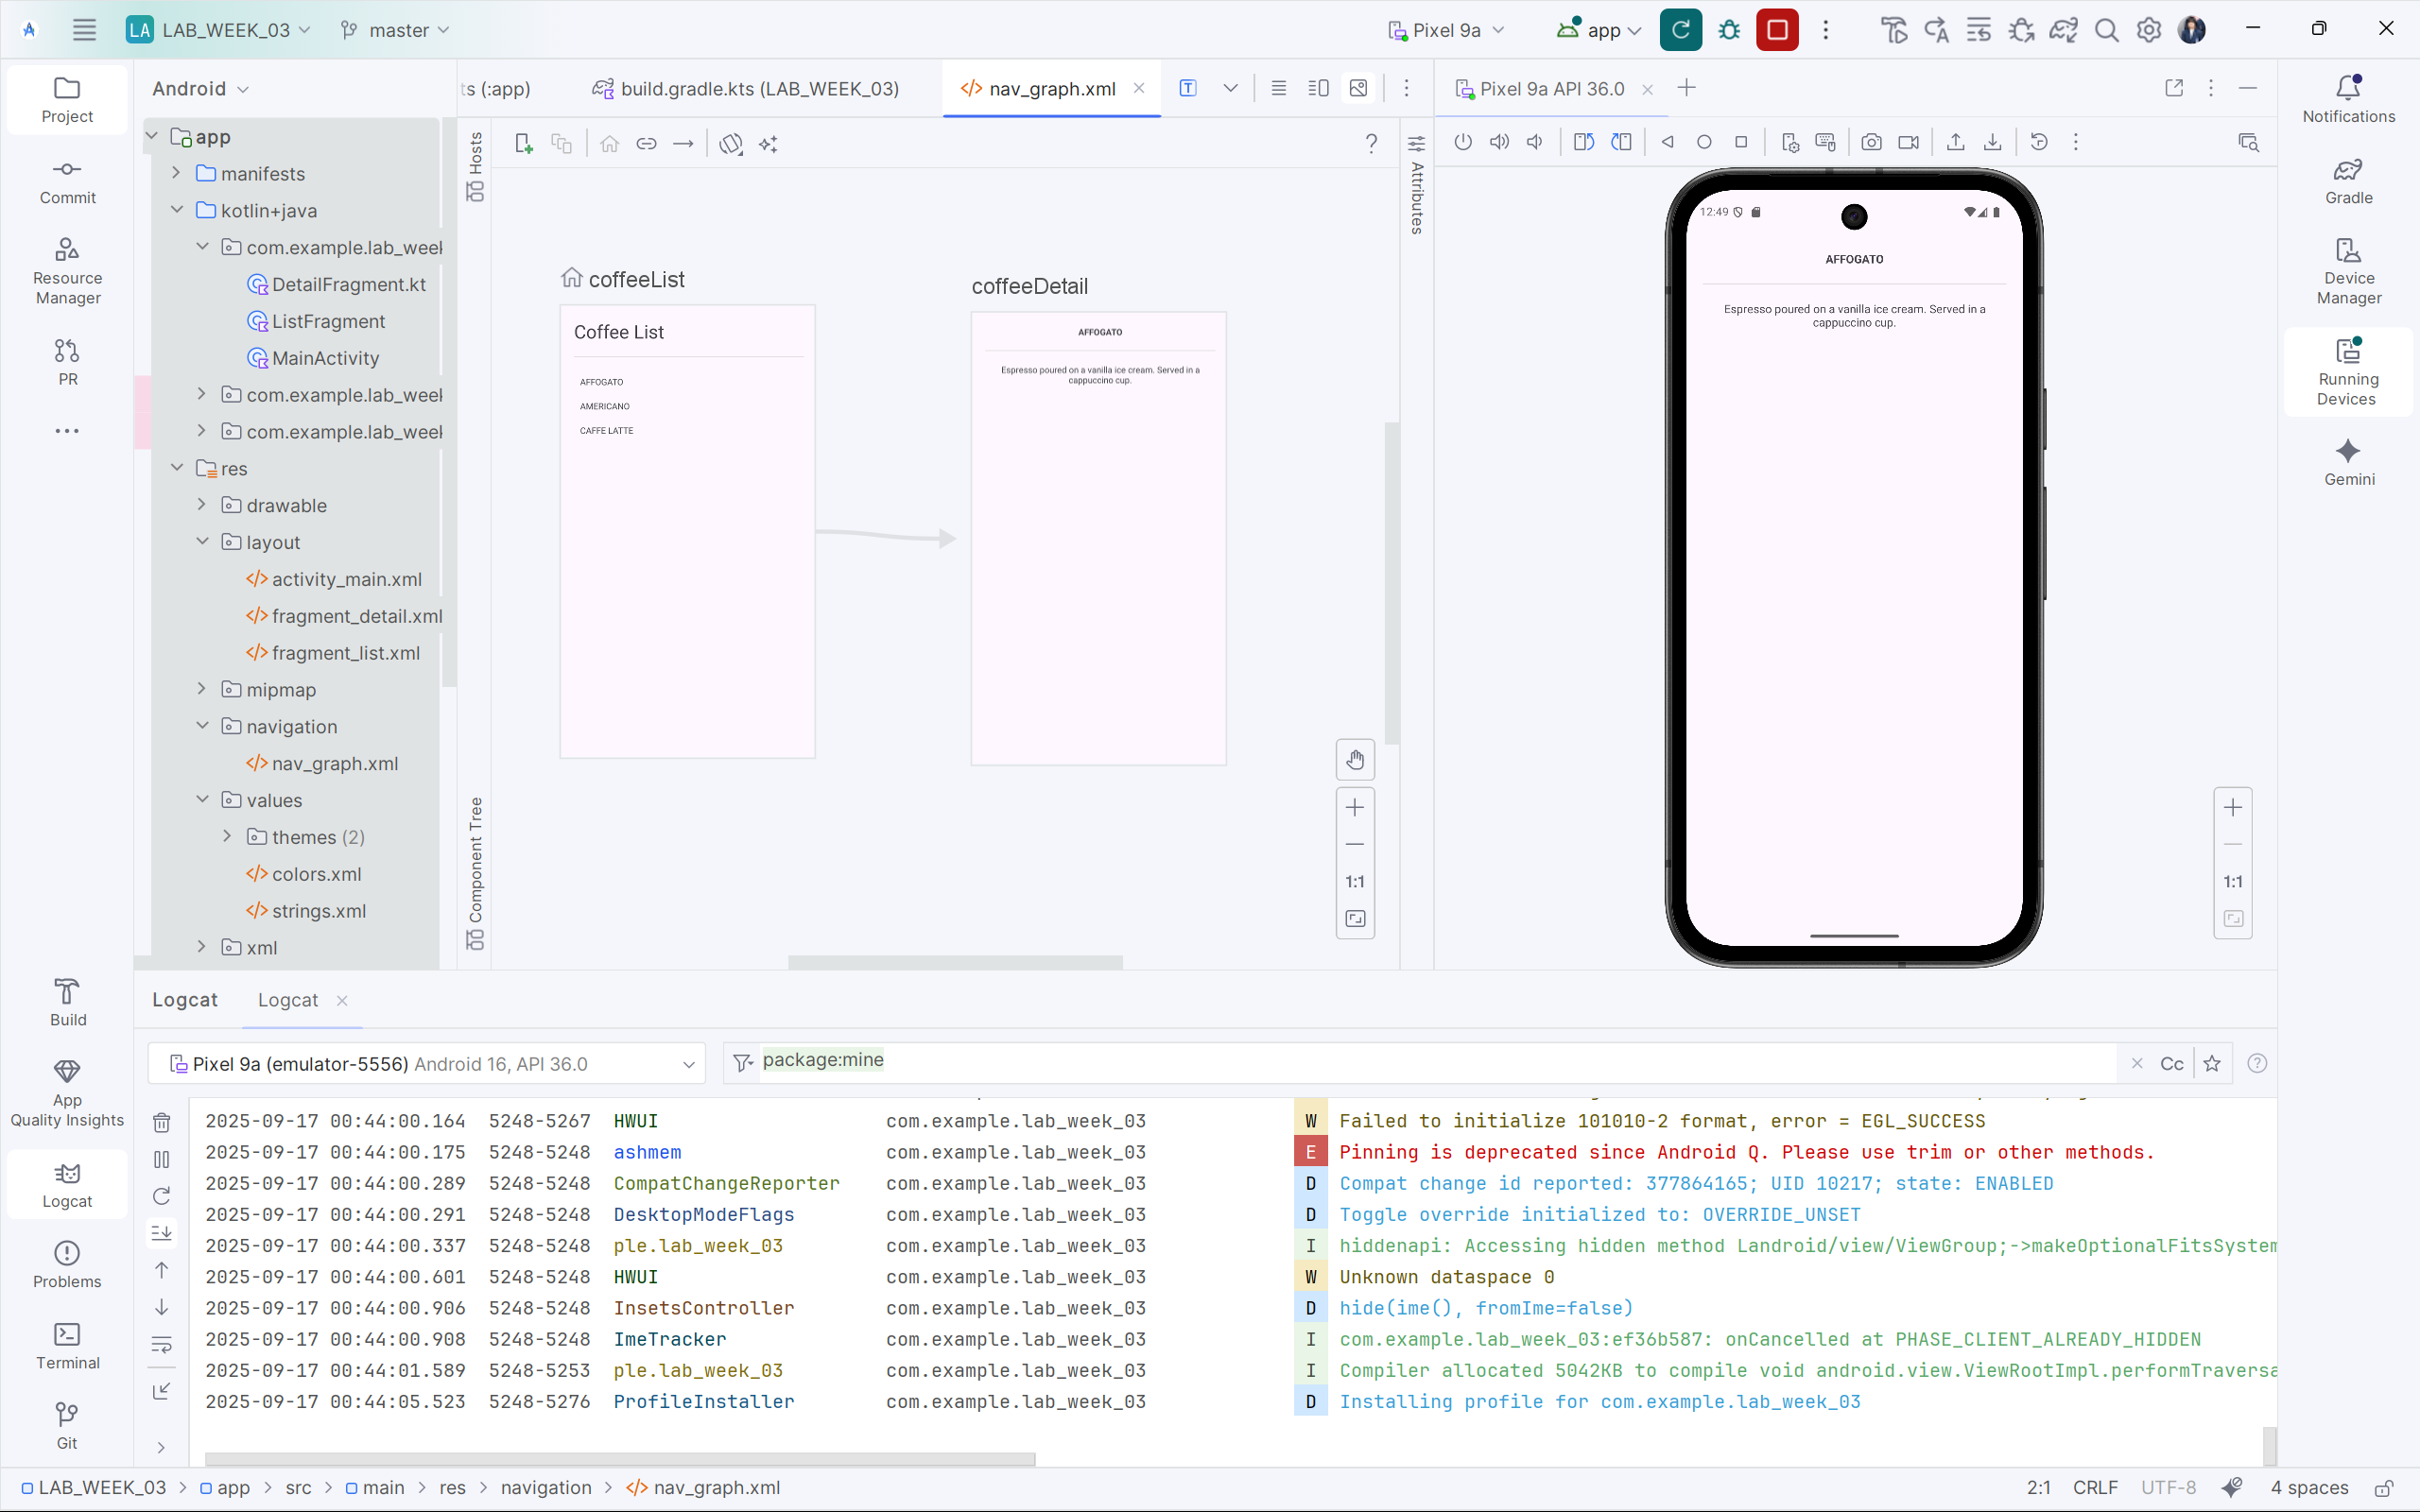 LA LAB_WEEK_03
master
Pixel 9a
app
Project
Commit
Resource
Manager
PR
Build
App
Quality Insights
Logcat
Problems
Terminal
Git
Android
app
manifests
kotlin+java
com.example.lab_week
DetailFragment.kt
ListFragment
MainActivity
com.example.lab_week
com.example.lab_week
res
drawable
layout
activity_main.xml
fragment_detail.xml
fragment_list.xml
mipmap
navigation
nav_graph.xml
values
themes (2)
colors.xml
strings.xml
xml
ts (:app)
build.gradle.kts (LAB_WEEK_03)
nav_graph.xml
Hosts
Component Tree
Attributes
coffeeList
Coffee List
AFFOGATO
AMERICANO
CAFFE LATTE
coffeeDetail
AFFOGATO
Espresso poured on a vanilla ice cream. Served in a
cappuccino cup.
1:1
Pixel 9a API 36.0
12:49
AFFOGATO
Espresso poured on a vanilla ice cream. Served in a
cappuccino cup.
1:1
Notifications
Gradle
Device
Manager
Running
Devices
Gemini
Logcat
Logcat
Pixel 9a (emulator-5556) Android 16, API 36.0
package:mine
Cc
2025-09-17 00:44:00.164 5248-5267 HWUI com.example.lab_week_03 W Failed to initialize 101010-2 format, error = EGL_SUCCESS
2025-09-17 00:44:00.175 5248-5248 ashmem com.example.lab_week_03 E Pinning is deprecated since Android Q. Please use trim or other methods.
2025-09-17 00:44:00.289 5248-5248 CompatChangeReporter com.example.lab_week_03 D Compat change id reported: 377864165; UID 10217; state: ENABLED
2025-09-17 00:44:00.291 5248-5248 DesktopModeFlags com.example.lab_week_03 D Toggle override initialized to: OVERRIDE_UNSET
2025-09-17 00:44:00.337 5248-5248 ple.lab_week_03 com.example.lab_week_03 I hiddenapi: Accessing hidden method Landroid/view/ViewGroup;->makeOptionalFitsSystem
2025-09-17 00:44:00.601 5248-5248 HWUI com.example.lab_week_03 W Unknown dataspace 0
2025-09-17 00:44:00.906 5248-5248 InsetsController com.example.lab_week_03 D hide(ime(), fromIme=false)
2025-09-17 00:44:00.908 5248-5248 ImeTracker com.example.lab_week_03 I com.example.lab_week_03:ef36b587: onCancelled at PHASE_CLIENT_ALREADY_HIDDEN
2025-09-17 00:44:01.589 5248-5253 ple.lab_week_03 com.example.lab_week_03 I Compiler allocated 5042KB to compile void android.view.ViewRootImpl.performTraversa
2025-09-17 00:44:05.523 5248-5276 ProfileInstaller com.example.lab_week_03 D Installing profile for com.example.lab_week_03
LAB_WEEK_03 > app > src > main > res > navigation > nav_graph.xml
2:1 CRLF UTF-8 4 spaces